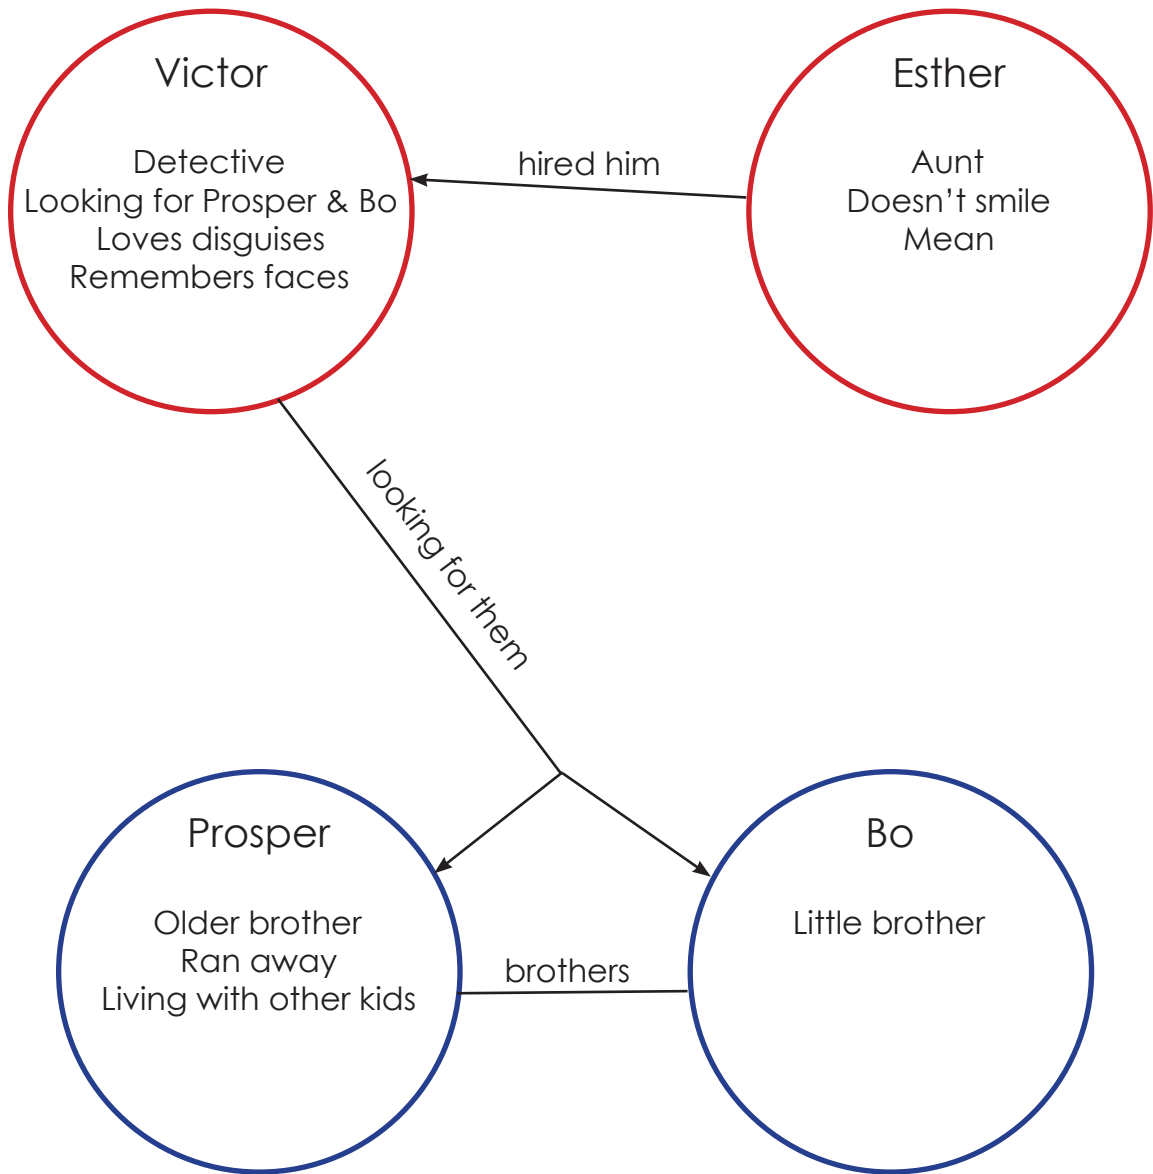 Victor
Detective
Looking for Prosper & Bo
Loves disguises
Remembers faces
hired him
Esther
Aunt
Doesn't smile
Mean
looking for them
Prosper
Older brother
Ran away
Living with other kids
brothers
Bo
Little brother